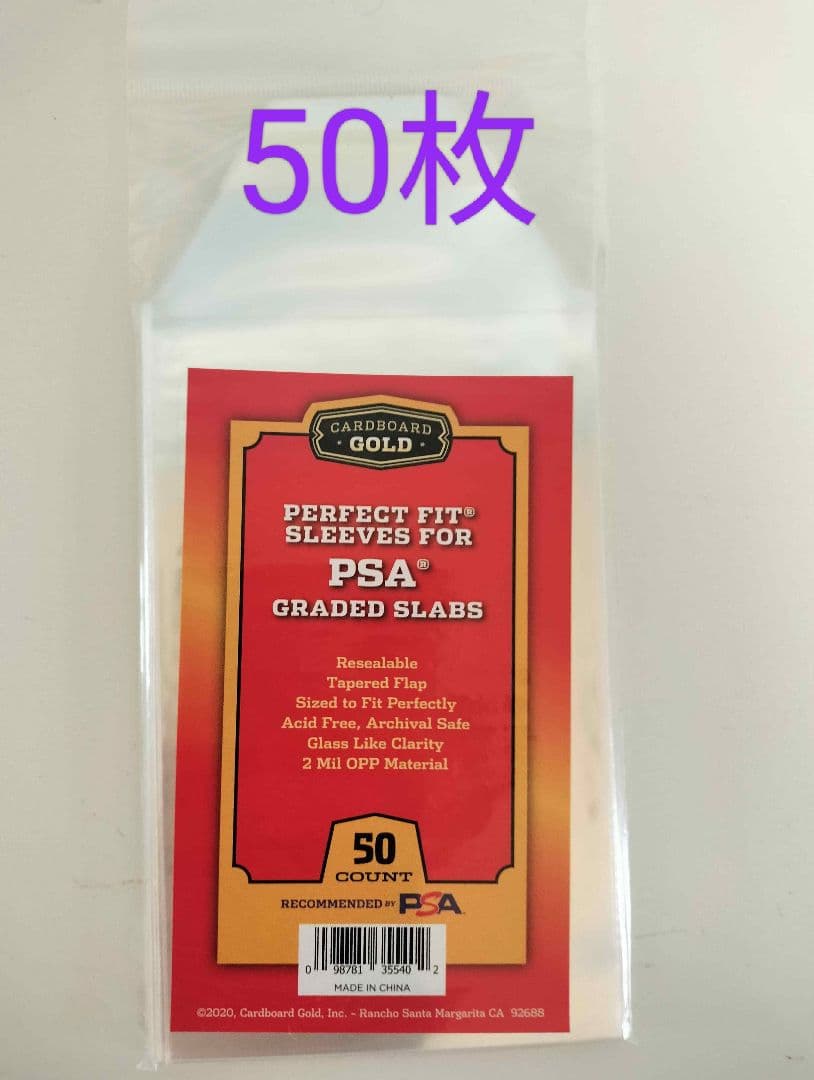 50枚
CARDBOARD
GOLD
PERFECT FIT®
SLEEVES FOR
PSA®
GRADED SLABS
Resealable
Tapered Flap
Sized to Fit Perfectly
Acid Free, Archival Safe
Glass Like Clarity
2 Mil OPP Material
50
COUNT
RECOMMENDED BY PSA
0 98781 35540 2
MADE IN CHINA
©2020, Cardboard Gold, Inc. - Rancho Santa Margarita CA 92688